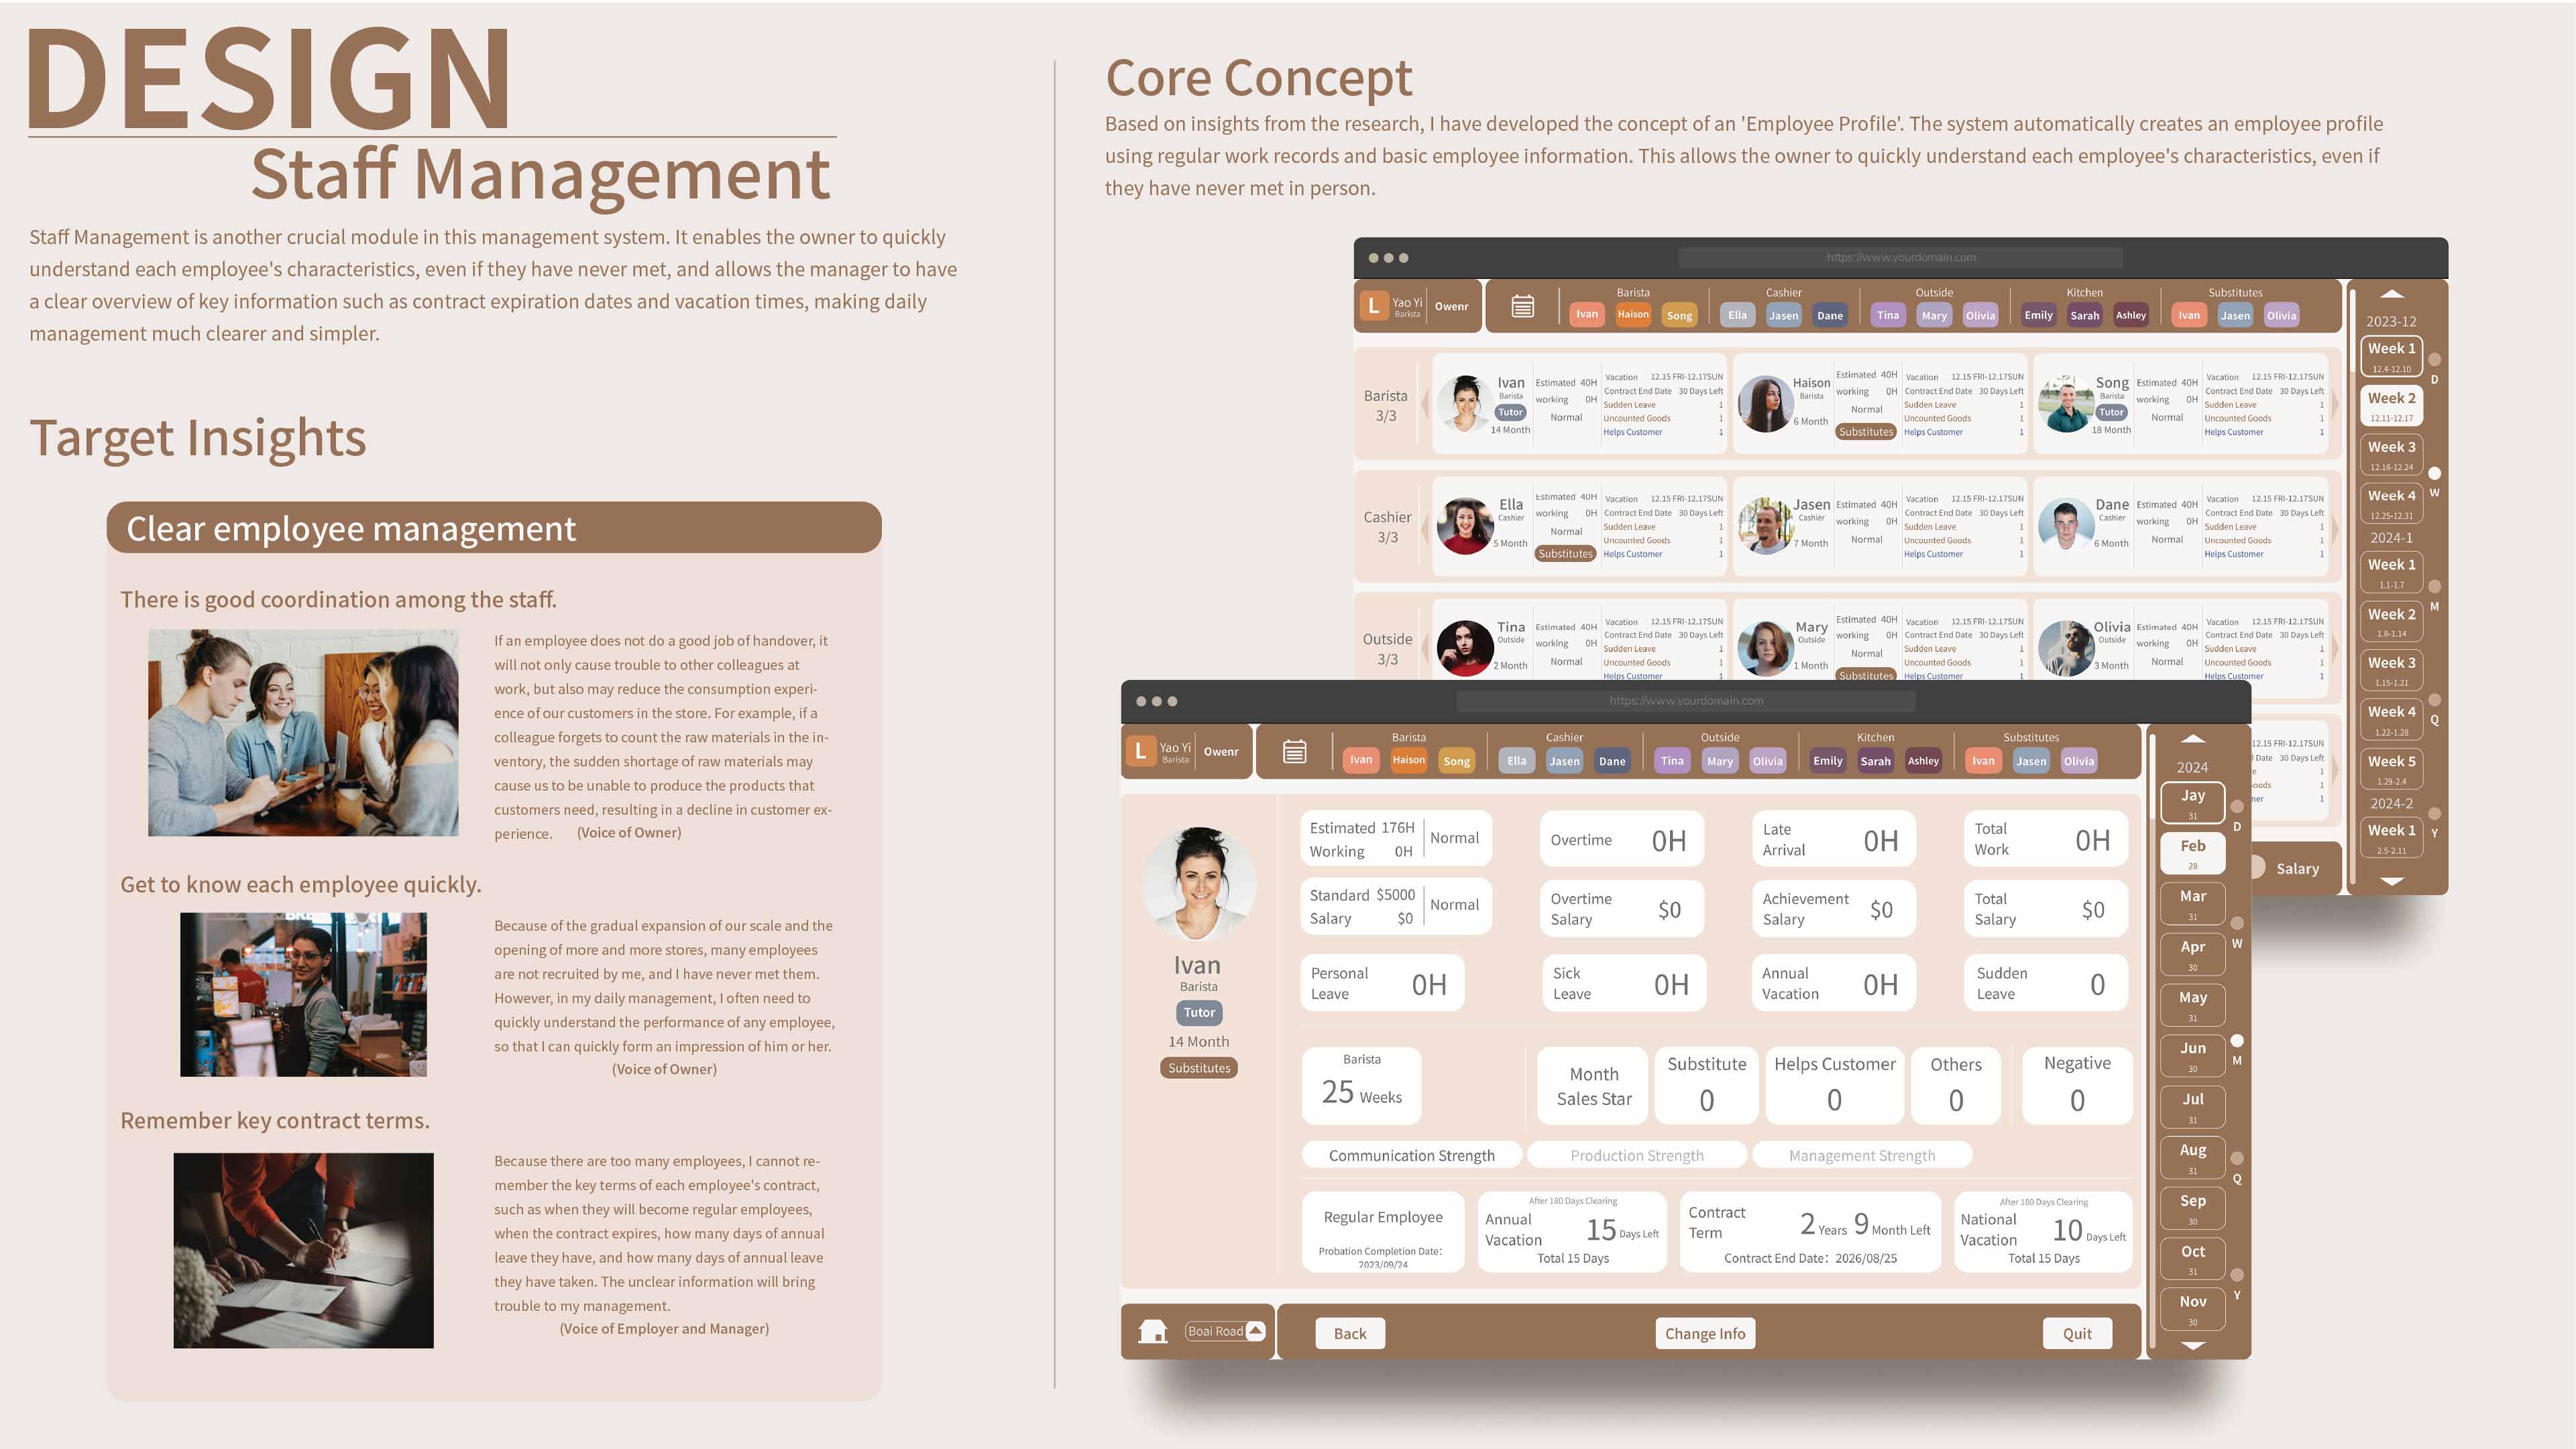 DESIGN
Staff Management
Staff Management is another crucial module in this management system. It enables the owner to quickly
understand each employee's characteristics, even if they have never met, and allows the manager to have
a clear overview of key information such as contract expiration dates and vacation times, making daily
management much clearer and simpler.
Target Insights
Clear employee management
There is good coordination among the staff.
If an employee does not do a good job of handover, it
will not only cause trouble to other colleagues at
work, but also may reduce the consumption experi-
ence of our customers in the store. For example, if a
colleague forgets to count the raw materials in the in-
ventory, the sudden shortage of raw materials may
cause us to be unable to produce the products that
customers need, resulting in a decline in customer ex-
perience. (Voice of Owner)
Get to know each employee quickly.
Because of the gradual expansion of our scale and the
opening of more and more stores, many employees
are not recruited by me, and I have never met them.
However, in my daily management, I often need to
quickly understand the performance of any employee,
so that I can quickly form an impression of him or her.
(Voice of Owner)
Remember key contract terms.
Because there are too many employees, I cannot re-
member the key terms of each employee's contract,
such as when they will become regular employees,
when the contract expires, how many days of annual
leave they have, and how many days of annual leave
they have taken. The unclear information will bring
trouble to my management.
(Voice of Employer and Manager)
Core Concept
Based on insights from the research, I have developed the concept of an 'Employee Profile'. The system automatically creates an employee profile
using regular work records and basic employee information. This allows the owner to quickly understand each employee's characteristics, even if
they have never met in person.
https://www.yourdomain.com
L Yao Yi Barista Owenr
Barista Cashier Outside Kitchen Substitutes
Ivan Haison Song Ella Jasen Dane Tina Mary Olivia Emily Sarah Ashley Ivan Jasen Olivia
Barista
3/3
Ivan
Barista
Tutor
14 Month
Estimated 40H
working 0H
Normal
Vacation 12.15 FRI-12.17SUN
Contract End Date 30 Days Left
Sudden Leave 1
Uncounted Goods 1
Helps Customer 1
Haison
Barista
6 Month
Estimated 40H
working 0H
Normal
Substitutes
Vacation 12.15 FRI-12.17SUN
Contract End Date 30 Days Left
Sudden Leave 1
Uncounted Goods 1
Helps Customer 1
Song
Barista
Tutor
18 Month
Estimated 40H
working 0H
Normal
Vacation 12.15 FRI-12.17SUN
Contract End Date 30 Days Left
Sudden Leave 1
Uncounted Goods 1
Helps Customer 1
Cashier
3/3
Ella
Cashier
5 Month
Estimated 40H
working 0H
Normal
Substitutes
Vacation 12.15 FRI-12.17SUN
Contract End Date 30 Days Left
Sudden Leave 1
Uncounted Goods 1
Helps Customer 1
Jasen
Cashier
7 Month
Estimated 40H
working 0H
Normal
Vacation 12.15 FRI-12.17SUN
Contract End Date 30 Days Left
Sudden Leave 1
Uncounted Goods 1
Helps Customer 1
Dane
Cashier
6 Month
Estimated 40H
working 0H
Normal
Vacation 12.15 FRI-12.17SUN
Contract End Date 30 Days Left
Sudden Leave 1
Uncounted Goods 1
Helps Customer 1
Outside
3/3
Tina
Outside
2 Month
Estimated 40H
working 0H
Normal
Vacation 12.15 FRI-12.17SUN
Contract End Date 30 Days Left
Sudden Leave 1
Uncounted Goods 1
Helps Customer 1
Mary
Outside
1 Month
Estimated 40H
working 0H
Normal
Substitutes
Vacation 12.15 FRI-12.17SUN
Contract End Date 30 Days Left
Sudden Leave 1
Uncounted Goods 1
Helps Customer 1
Olivia
Outside
3 Month
Estimated 40H
working 0H
Normal
Vacation 12.15 FRI-12.17SUN
Contract End Date 30 Days Left
Sudden Leave 1
Uncounted Goods 1
Helps Customer 1
12.15 FRI-12.17SUN
Date 30 Days Left
1
oods 1
mer 1
Salary
2023-12
Week 1
12.4-12.10
Week 2
12.11-12.17
Week 3
12.18-12.24
Week 4
12.25-12.31
2024-1
Week 1
1.1-1.7
Week 2
1.8-1.14
Week 3
1.15-1.21
Week 4
1.22-1.28
Week 5
1.29-2.4
2024-2
Week 1
2.5-2.11
D
W
M
Q
Y
https://www.yourdomain.com
L Yao Yi Barista Owenr
Barista Cashier Outside Kitchen Substitutes
Ivan Haison Song Ella Jasen Dane Tina Mary Olivia Emily Sarah Ashley Ivan Jasen Olivia
Ivan
Barista
Tutor
14 Month
Substitutes
Estimated 176H
Working 0H
Normal
Overtime 0H
Late
Arrival 0H
Total
Work 0H
Standard $5000
Salary $0
Normal
Overtime
Salary $0
Achievement
Salary $0
Total
Salary $0
Personal
Leave 0H
Sick
Leave 0H
Annual
Vacation 0H
Sudden
Leave 0
Barista
25 Weeks
Month
Sales Star
Substitute
0
Helps Customer
0
Others
0
Negative
0
Communication Strength Production Strength Management Strength
Regular Employee
Probation Completion Date:
2023/09/24
After 180 Days Clearing
Annual
Vacation 15 Days Left
Total 15 Days
Contract
Term 2 Years 9 Month Left
Contract End Date: 2026/08/25
After 180 Days Clearing
National
Vacation 10 Days Left
Total 15 Days
Boai Road
Back Change Info Quit
2024
Jay
31
Feb
28
Mar
31
Apr
30
May
31
Jun
30
Jul
31
Aug
31
Sep
30
Oct
31
Nov
30
D
W
M
Q
Y